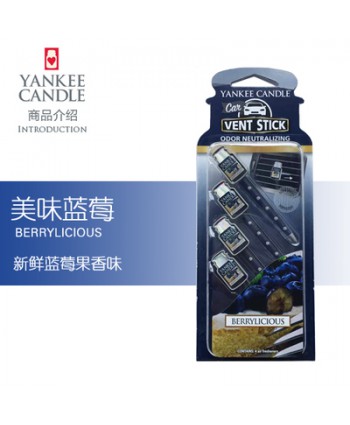 YANKEE
CANDLE
商品介绍
INTRODUCTION
美味蓝莓
BERRYLICIOUS
新鲜蓝莓果香味
YANKEE CANDLE
Car
VENT STICK
ODOR NEUTRALIZING
BERRYLICIOUS